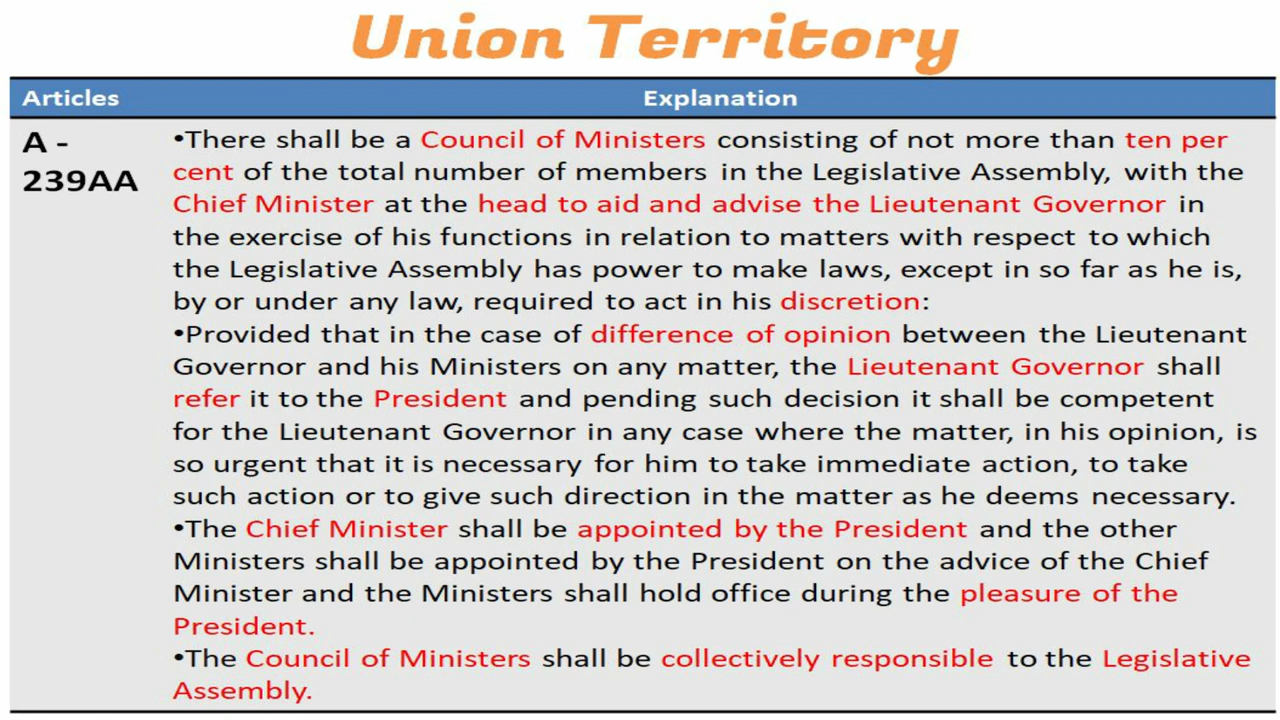 Union Territory
Articles Explanation
A -
239AA
•There shall be a Council of Ministers consisting of not more than ten per
cent of the total number of members in the Legislative Assembly, with the
Chief Minister at the head to aid and advise the Lieutenant Governor in
the exercise of his functions in relation to matters with respect to which
the Legislative Assembly has power to make laws, except in so far as he is,
by or under any law, required to act in his discretion:
•Provided that in the case of difference of opinion between the Lieutenant
Governor and his Ministers on any matter, the Lieutenant Governor shall
refer it to the President and pending such decision it shall be competent
for the Lieutenant Governor in any case where the matter, in his opinion, is
so urgent that it is necessary for him to take immediate action, to take
such action or to give such direction in the matter as he deems necessary.
•The Chief Minister shall be appointed by the President and the other
Ministers shall be appointed by the President on the advice of the Chief
Minister and the Ministers shall hold office during the pleasure of the
President.
•The Council of Ministers shall be collectively responsible to the Legislative
Assembly.